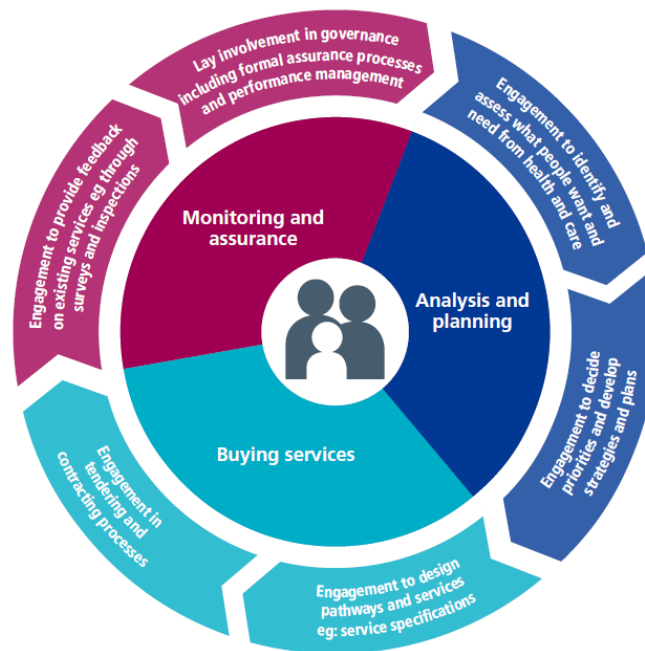 Lay involvement in governance
including formal assurance processes
and performance management
Engagement to identify and
assess what people want and
need from health and care
Engagement to decide
priorities and develop
strategies and plans
Engagement to design
pathways and services
eg: service specifications
Engagement in
tendering and
contracting processes
Engagement to provide feedback
on existing services eg through
surveys and inspections
Monitoring and
assurance
Analysis and
planning
Buying services